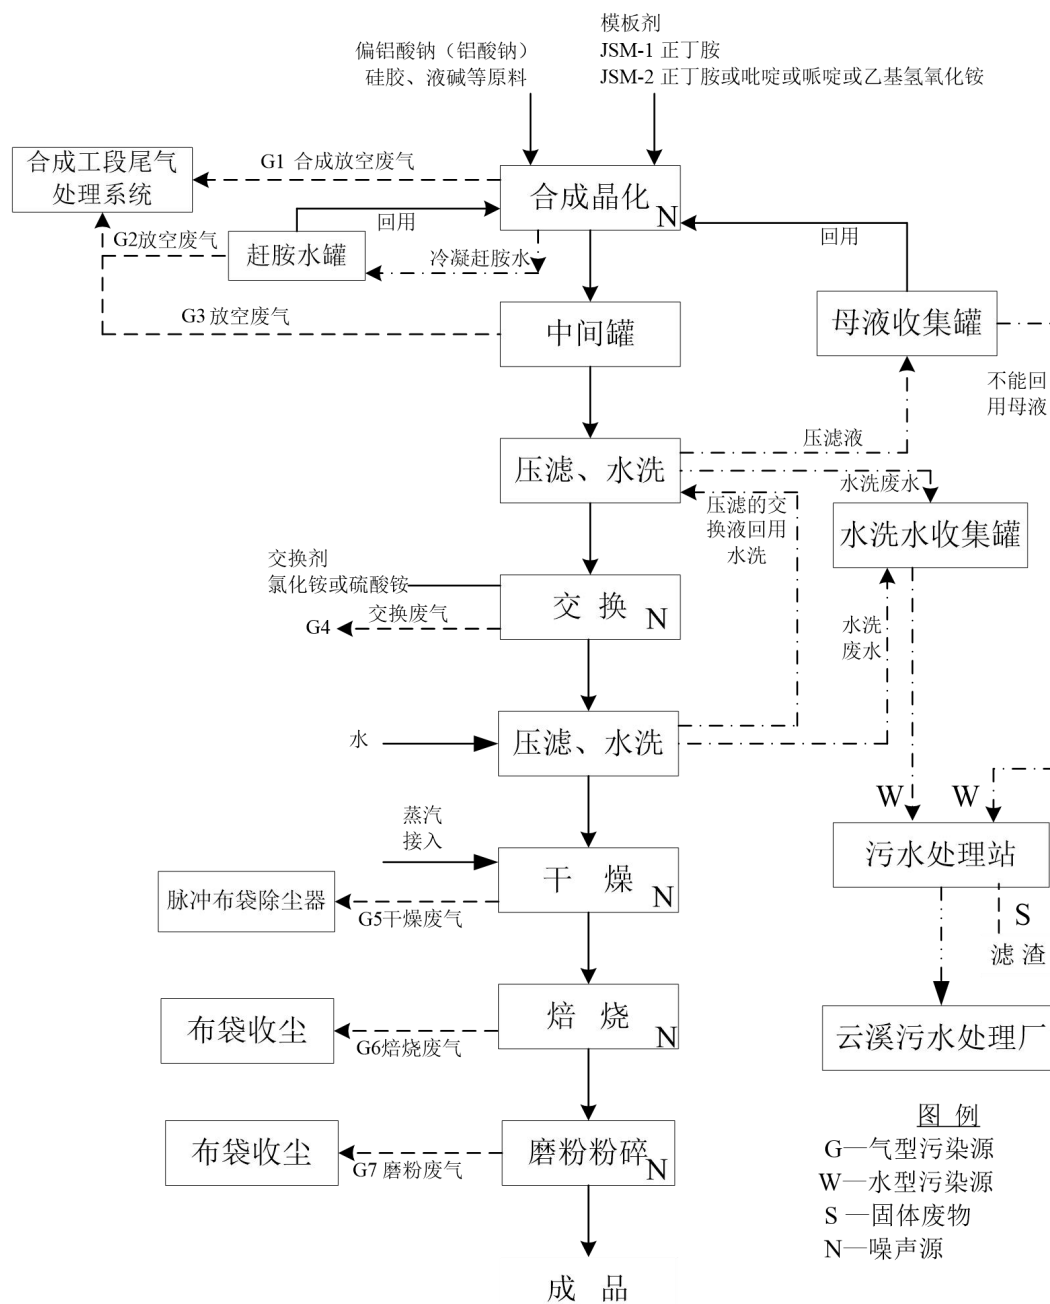 模板剂
JSM-1 正丁胺
JSM-2 正丁胺或吡啶或哌啶或乙基氢氧化铵
偏铝酸钠（铝酸钠）
硅胶、液碱等原料
合成工段尾气
处理系统
G1 合成放空废气
合成晶化
N
回用
回用
G2放空废气
赶胺水罐
冷凝赶胺水
G3 放空废气
中间罐
母液收集罐
不能回
用母液
压滤液
压滤、水洗
水洗废水
压滤的交
换液回用
水洗
水洗水收集罐
交换剂
氯化铵或硫酸铵
交 换
N
交换废气
G4
水洗
废水
水
压滤、水洗
W
W
蒸汽
接入
干 燥
N
污水处理站
脉冲布袋除尘器
G5干燥废气
S
滤 渣
布袋收尘
G6焙烧废气
焙 烧
N
云溪污水处理厂
布袋收尘
G7 磨粉废气
磨粉粉碎
N
成 品
图 例
G—气型污染源
W—水型污染源
S —固体废物
N—噪声源